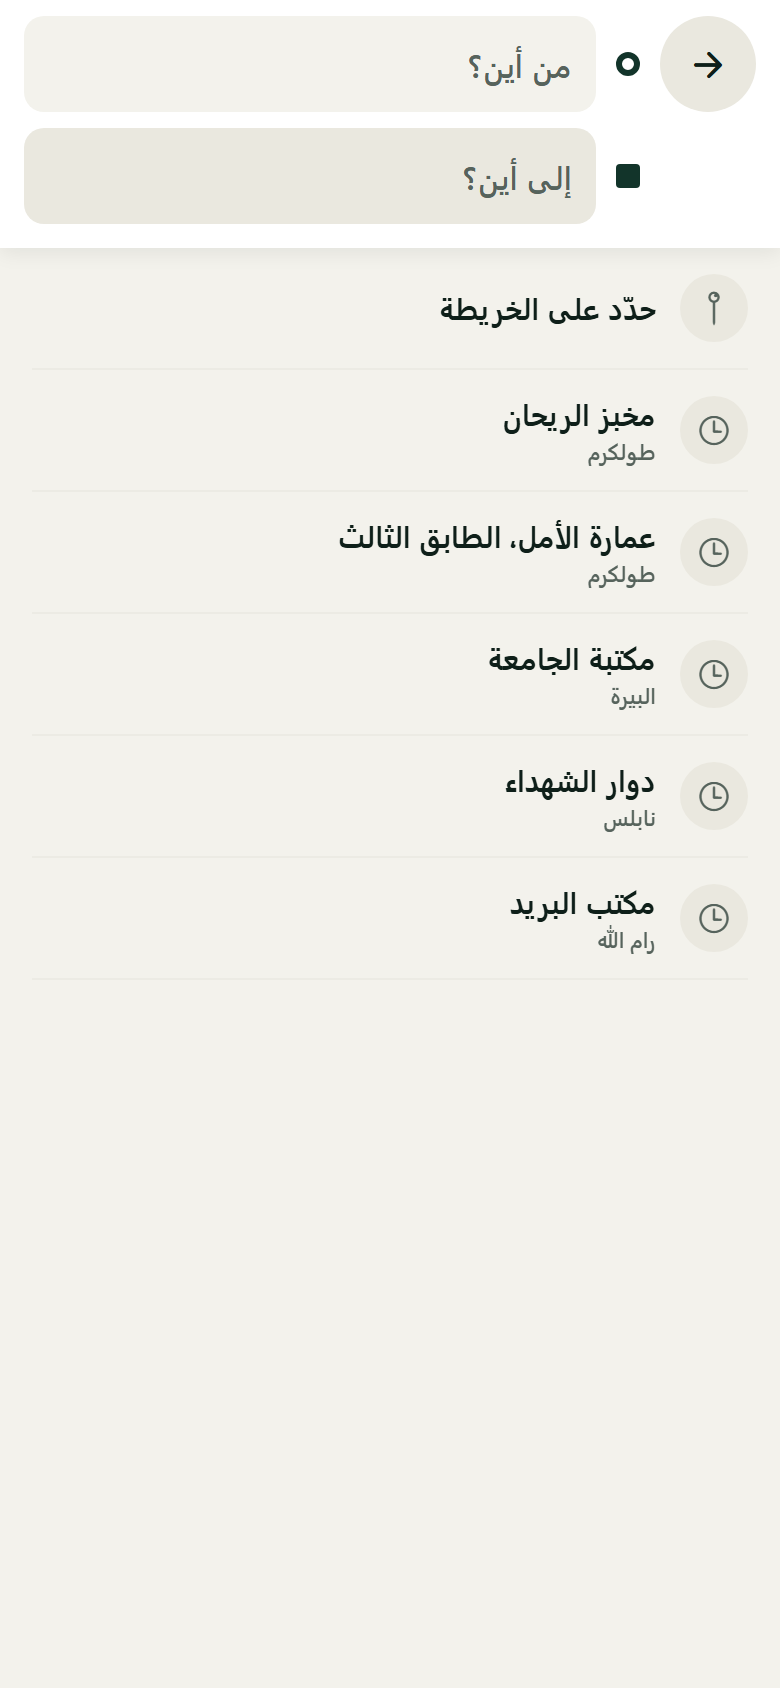 من أين؟
إلى أين؟
حدّد على الخريطة
مخبز الريحان
طولكرم
عمارة الأمل، الطابق الثالث
طولكرم
مكتبة الجامعة
البيرة
دوار الشهداء
نابلس
مكتب البريد
رام الله